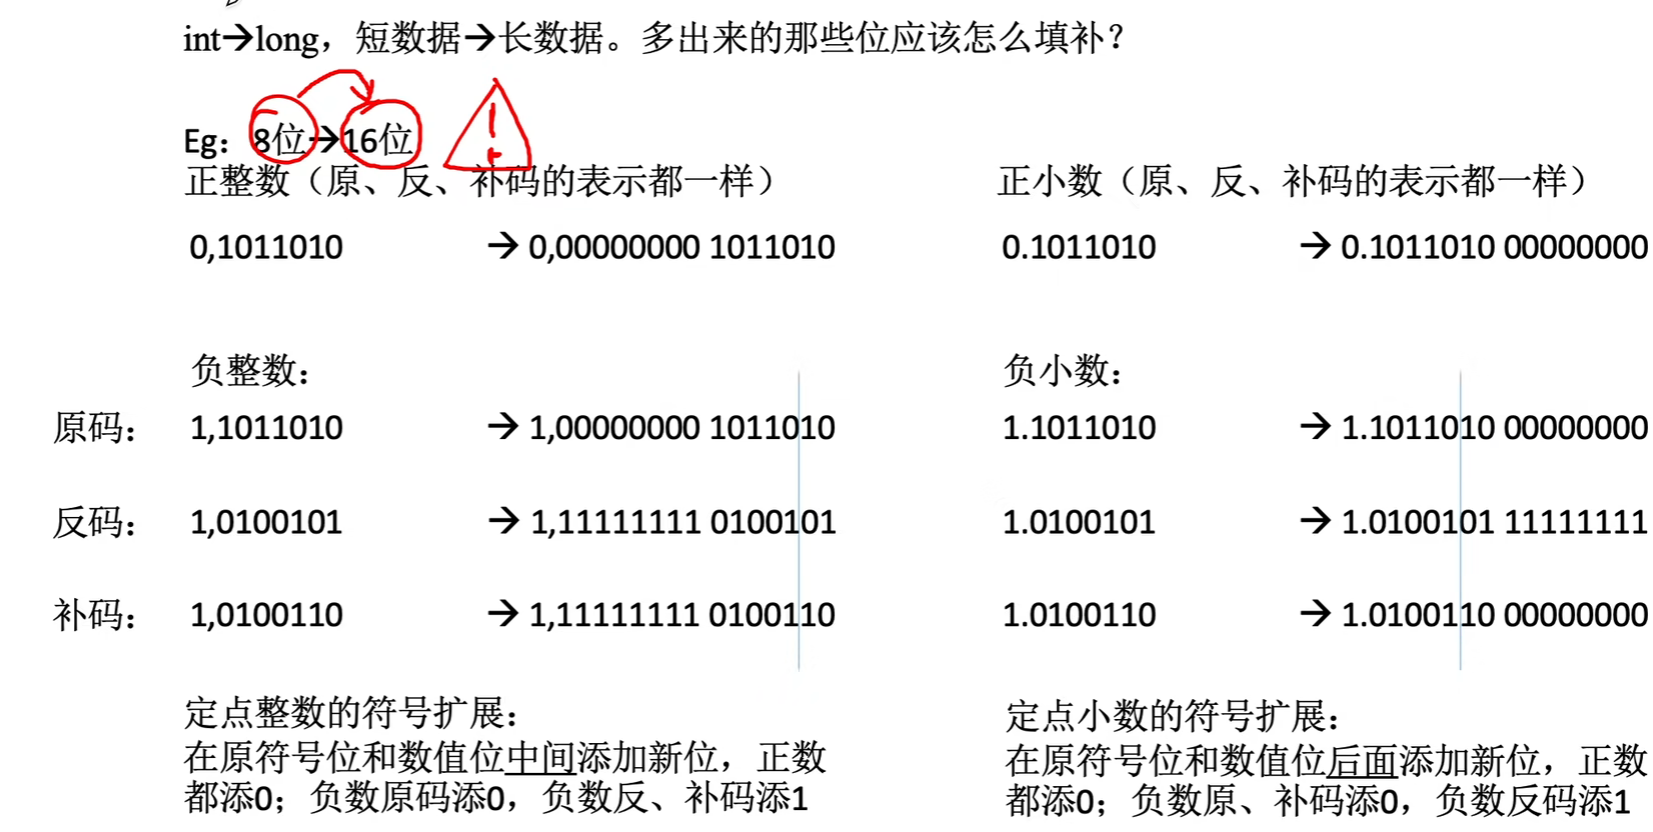 int→long，短数据→长数据。多出来的那些位应该怎么填补？
Eg：8位→16位
正整数（原、反、补码的表示都一样）
正小数（原、反、补码的表示都一样）
0,1011010 → 0,00000000 1011010
0.1011010 → 0.1011010 00000000
负整数：
负小数：
原码： 1,1011010 → 1,00000000 1011010
1.1011010 → 1.1011010 00000000
反码： 1,0100101 → 1,11111111 0100101
1.0100101 → 1.0100101 11111111
补码： 1,0100110 → 1,11111111 0100110
1.0100110 → 1.0100110 00000000
定点整数的符号扩展：
在原符号位和数值位中间添加新位，正数
都添0；负数原码添0，负数反、补码添1
定点小数的符号扩展：
在原符号位和数值位后面添加新位，正数
都添0；负数原、补码添0，负数反码添1